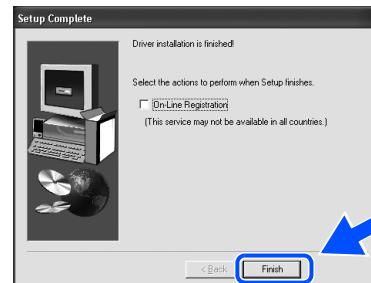 Setup Complete
Driver installation is finished!
Select the actions to perform when Setup finishes.
On-Line Registration
(This service may not be available in all countries.)
< Back
Finish